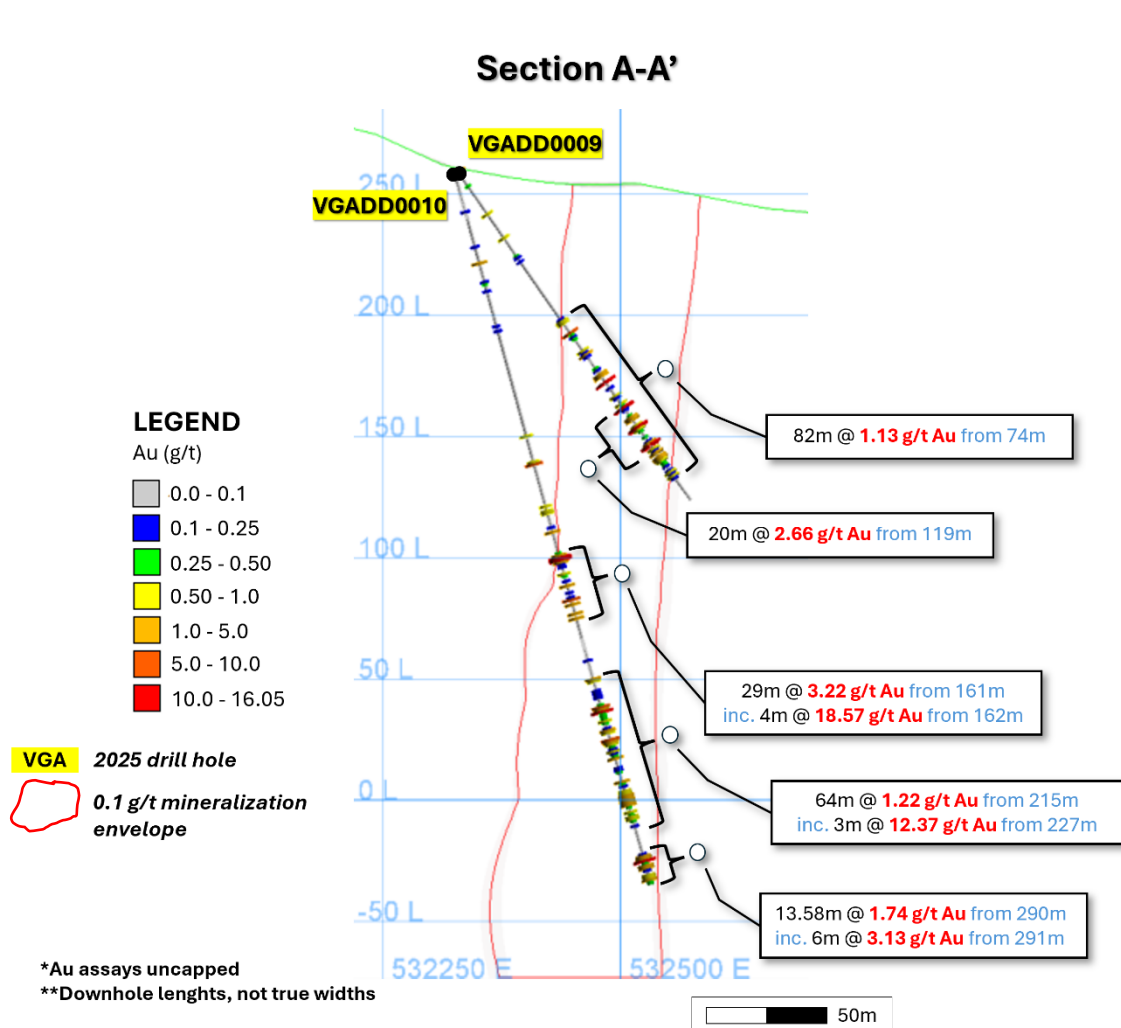 Section A-A’
VGADD0009
VGADD0010
250 L
200 L
150 L
100 L
50 L
0 L
-50 L
532250 E
532500 E
82m @ 1.13 g/t Au from 74m
20m @ 2.66 g/t Au from 119m
29m @ 3.22 g/t Au from 161m
inc. 4m @ 18.57 g/t Au from 162m
64m @ 1.22 g/t Au from 215m
inc. 3m @ 12.37 g/t Au from 227m
13.58m @ 1.74 g/t Au from 290m
inc. 6m @ 3.13 g/t Au from 291m
LEGEND
Au (g/t)
0.0 - 0.1
0.1 - 0.25
0.25 - 0.50
0.50 - 1.0
1.0 - 5.0
5.0 - 10.0
10.0 - 16.05
VGA 2025 drill hole
0.1 g/t mineralization
envelope
*Au assays uncapped
**Downhole lenghts, not true widths
50m